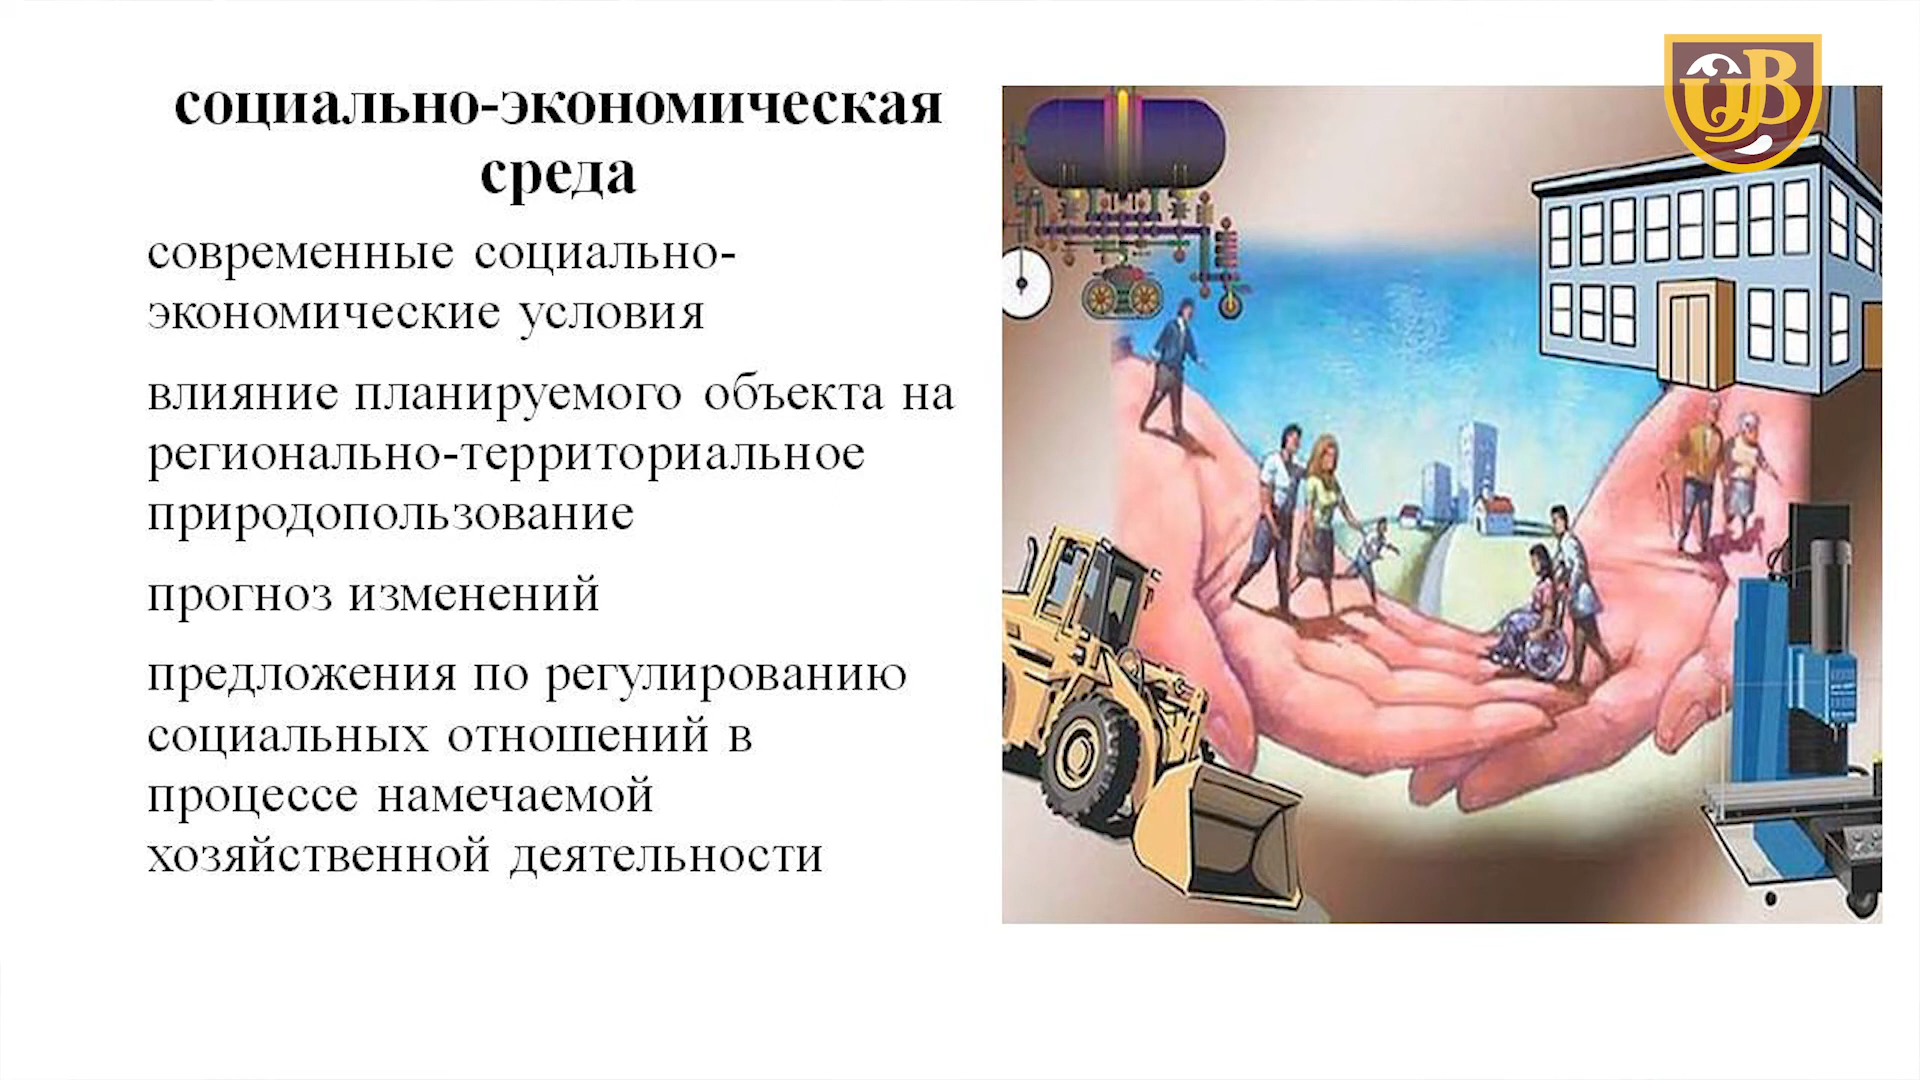 социально-экономическая
среда
современные социально-
экономические условия
влияние планируемого объекта на
регионально-территориальное
природопользование
прогноз изменений
предложения по регулированию
социальных отношений в
процессе намечаемой
хозяйственной деятельности